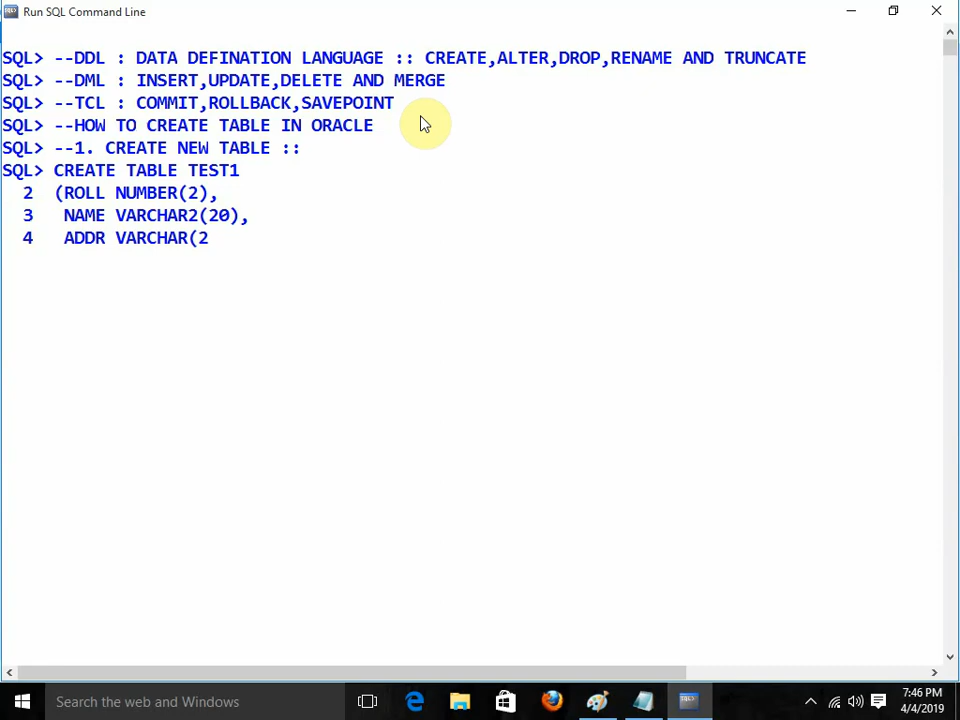 Run SQL Command Line
SQL> --DDL : DATA DEFINATION LANGUAGE :: CREATE,ALTER,DROP,RENAME AND TRUNCATE
SQL> --DML : INSERT,UPDATE,DELETE AND MERGE
SQL> --TCL : COMMIT,ROLLBACK,SAVEPOINT
SQL> --HOW TO CREATE TABLE IN ORACLE
SQL> --1. CREATE NEW TABLE ::
SQL> CREATE TABLE TEST1
2 (ROLL NUMBER(2),
3 NAME VARCHAR2(20),
4 ADDR VARCHAR(2
Search the web and Windows
7:46 PM
4/4/2019